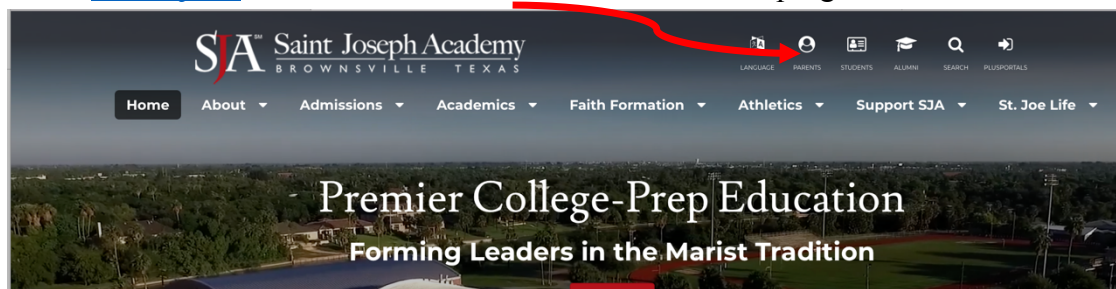 SJA SM Saint Joseph Academy
BROWNSVILLE TEXAS
LANGUAGE PARENTS STUDENTS ALUMNI SEARCH PLUSPORTALS
Home About Admissions Academics Faith Formation Athletics Support SJA St. Joe Life
Premier College-Prep Education
Forming Leaders in the Marist Tradition